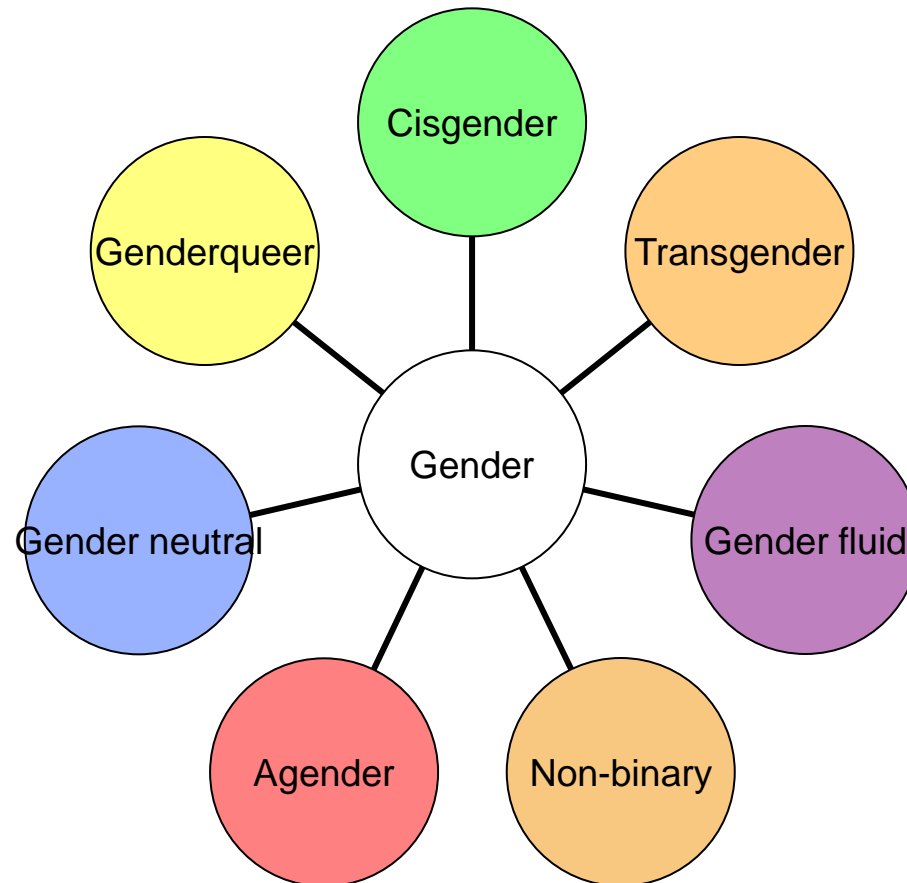 Cisgender
Genderqueer
Transgender
Gender
Gender neutral
Gender fluid
Agender
Non-binary